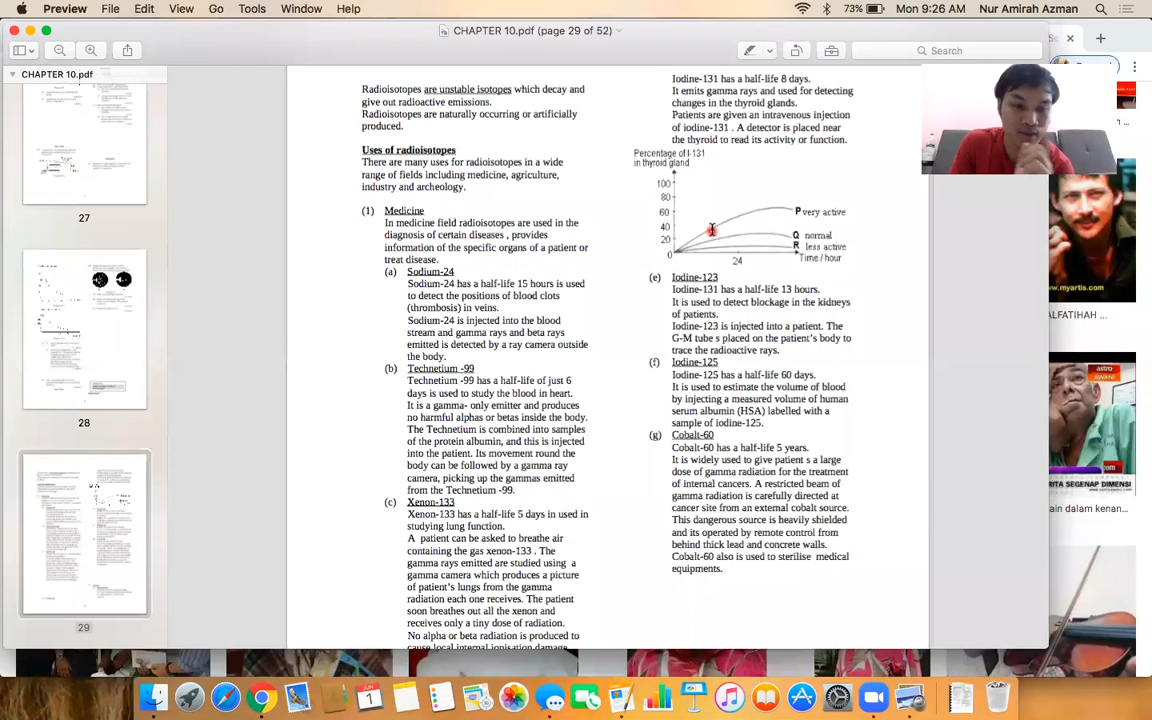 Preview File Edit View Go Tools Window Help 73% Mon 9:26 AM Nur Amirah Azman
CHAPTER 10.pdf (page 29 of 52)
Search
CHAPTER 10.pdf
27
28
29
Radioisotopes are unstable isotopes which decay and
give out radioactive emissions.
Radioisotopes are naturally occurring or artificially
produced.
Uses of radioisotopes
There are many uses for radioisotopes in a wide
range of fields including medicine, agriculture,
industry and archeology.
(1) Medicine
In medicine field radioisotopes are used in the
diagnosis of certain diseases , provides
information of the specific organs of a patient or
treat disease.
(a) Sodium-24
Sodium-24 has a half-life 15 hours is used
to detect the positions of blood clots
(thrombosis) in veins.
Sodium-24 is injected into the blood
stream and gamma rays and beta rays
emitted is detected by a ray camera outside
the body.
(b) Technetium -99
Technetium -99 has a half-life of just 6
days is used to study the blood in heart.
It is a gamma- only emitter and produces
no harmful alphas or betas inside the body.
The Technetium is combined into samples
of the protein albumin, and this is injected
into the patient. Its movement round the
body can be followed by a gamma ray
camera, picking up the gammas emitted
from the Technetium -99.
(c) Xenon-133
Xenon-133 has a half-life 5 days in used in
studying lung function.
A patient can be asked to breathe air
containing the gas xenon-133 . The
gamma rays emitted are studied using a
gamma camera which produces a picture
of patient's lungs from the gamma
radiation each one receives. The patient
soon breathes out all the xenon and
receives only a tiny dose of radiation.
No alpha or beta radiation is produced to
cause local internal ionisation damage
Iodine-131 has a half-life 8 days.
It emits gamma rays and used for detecting
changes in the thyroid glands.
Patients are given an intravenous injection
of iodine-131 . A detector is placed near
the thyroid to read its activity or function.
Percentage of I-131
in thyroid gland
100
80
60
40
20
0
24
Time / hour
P very active
Q normal
R less active
(e) Iodine-123
Iodine-131 has a half-life 13 hours.
It is used to detect blockage in the kidneys
of patients.
Iodine-123 is injected into a patient. The
G-M tube s placed on the patient's body to
trace the radioactive rays.
(f) Iodine-125
Iodine-125 has a half-life 60 days.
It is used to estimate the volume of blood
by injecting a measured volume of human
serum albumin (HSA) labelled with a
sample of iodine-125.
(g) Cobalt-60
Cobalt-60 has a half-life 5 years.
It is widely used to give patient s a large
dose of gamma radiation for the treatment
of internal cancers. A restricted beam of
gamma radiation is carefully directed at
cancer site from an external cobalt source.
This dangerous source is heavily shielded
and its operated by remote control from
behind thick lead and concrete walls.
Cobalt-60 also is used to sterilise medical
equipments.
www.myartis.com
ALFATIHAH ...
astro
AWANI
RITA SEGENAP DIMENSI
ain dalam kenan...
JUN
1